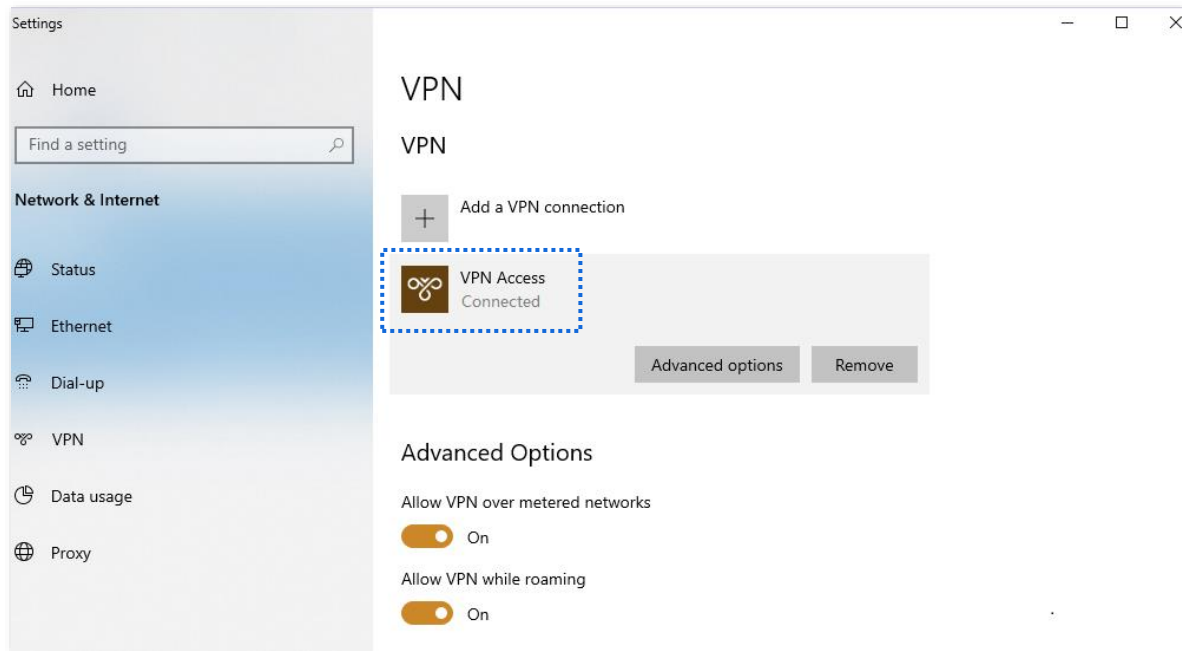 Settings
Home
Find a setting
Network & Internet
Status
Ethernet
Dial-up
VPN
Data usage
Proxy
VPN
VPN
Add a VPN connection
VPN Access
Connected
Advanced options
Remove
Advanced Options
Allow VPN over metered networks
On
Allow VPN while roaming
On